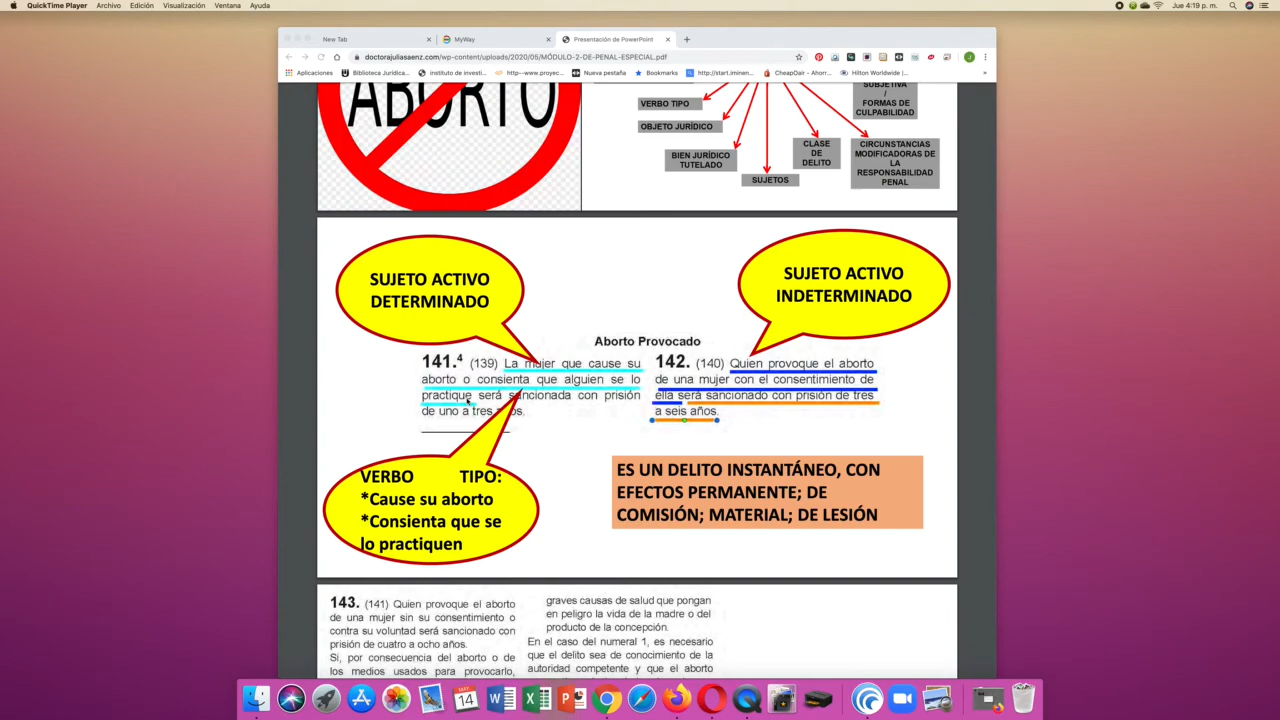 QuickTime Player Archivo Edición Visualización Ventana Ayuda
Jue 4:19 p. m.
New Tab
MyWay
Presentación de PowerPoint
doctorajuliasaenz.com/wp-content/uploads/2020/05/MÓDULO-2-DE-PENAL-ESPECIAL.pdf
Aplicaciones
Biblioteca Jurídica...
instituto de investi...
http--www.proyec...
Nueva pestaña
Bookmarks
http://start.iminen...
CheapOair - Ahorr...
Hilton Worldwide |...
ABORTO
VERBO TIPO
OBJETO JURÍDICO
BIEN JURÍDICO
TUTELADO
SUJETOS
CLASE
DE
DELITO
SUBJETIVA
/
FORMAS DE
CULPABILIDAD
CIRCUNSTANCIAS
MODIFICADORAS DE
LA
RESPONSABILIDAD
PENAL
SUJETO ACTIVO
DETERMINADO
SUJETO ACTIVO
INDETERMINADO
Aborto Provocado
141.4 (139) La mujer que cause su
aborto o consienta que alguien se lo
practique será sancionada con prisión
de uno a tres años.
142. (140) Quien provoque el aborto
de una mujer con el consentimiento de
ella será sancionado con prisión de tres
a seis años.
VERBO TIPO:
*Cause su aborto
*Consienta que se
lo practiquen
ES UN DELITO INSTANTÁNEO, CON
EFECTOS PERMANENTE; DE
COMISIÓN; MATERIAL; DE LESIÓN
143. (141) Quien provoque el aborto
de una mujer sin su consentimiento o
contra su voluntad será sancionado con
prisión de cuatro a ocho años.
Si, por consecuencia del aborto o de
los medios usados para provocarlo,
graves causas de salud que pongan
en peligro la vida de la madre o del
producto de la concepción.
En el caso del numeral 1, es necesario
que el delito sea de conocimiento de la
autoridad competente y que el aborto
MAY
14